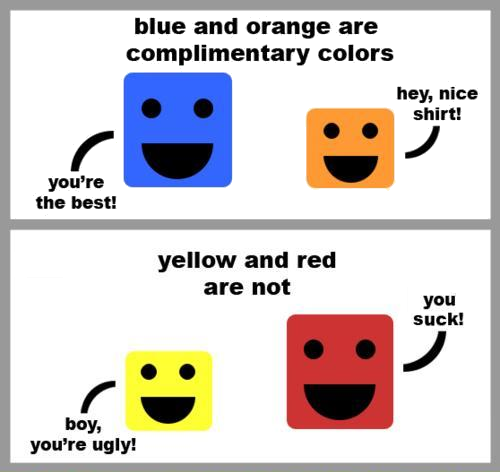 blue and orange are
complimentary colors
hey, nice
shirt!
you're
the best!
yellow and red
are not
you
suck!
boy,
you're ugly!